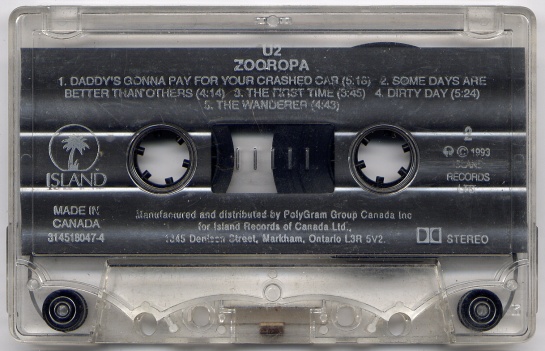 U2
ZOOROPA
1. DADDY'S GONNA PAY FOR YOUR CRASHED CAR (5:18) 2. SOME DAYS ARE
BETTER THAN OTHERS (4:14) 3. THE FIRST TIME (3:45) 4. DIRTY DAY (5:24)
5. THE WANDERER (4:43)
2
ISLAND
℗ © 1993
ISLAND
RECORDS
LTD.
MADE IN
CANADA
314518047-4
Manufactured and distributed by PolyGram Group Canada Inc
for Island Records of Canada Ltd.,
1345 Denison Street, Markham, Ontario L3R 5V2.
STEREO